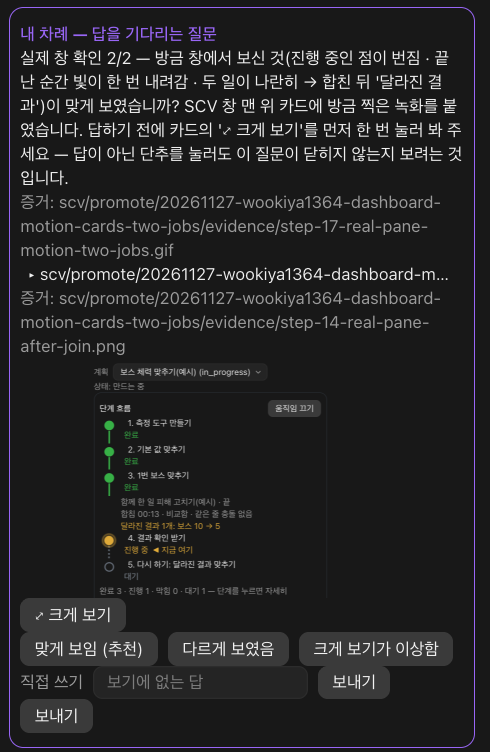 내 차례 — 답을 기다리는 질문
실제 창 확인 2/2 — 방금 창에서 보신 것(진행 중인 점이 번짐 · 끝
난 순간 빛이 한 번 내려감 · 두 일이 나란히 → 합친 뒤 '달라진 결
과')이 맞게 보였습니까? SCV 창 맨 위 카드에 방금 찍은 녹화를 붙
였습니다. 답하기 전에 카드의 '⤢ 크게 보기'를 먼저 한 번 눌러 봐 주
세요 — 답이 아닌 단추를 눌러도 이 질문이 닫히지 않는지 보려는 것
입니다.
증거: scv/promote/20261127-wookiya1364-dashboard-
motion-cards-two-jobs/evidence/step-17-real-pane-
motion-two-jobs.gif
▸ scv/promote/20261127-wookiya1364-dashboard-m...
증거: scv/promote/20261127-wookiya1364-dashboard-
motion-cards-two-jobs/evidence/step-14-real-pane-
after-join.png
계획 보스 체력 맞추기(예시) (in_progress)
상태: 만드는 중
단계 흐름 움직임 끄기
1. 측정 도구 만들기
완료
2. 기본 값 맞추기
완료
3. 1번 보스 맞추기
완료
함께 한 일 피해 고치기(예시) · 끝
합침 00:13 · 비교함 · 같은 줄 충돌 없음
달라진 결과 1개: 보스 10 → 5
4. 결과 확인 받기
진행 중 ◀ 지금 여기
5. 다시 하기: 달라진 결과 맞추기
대기
완료 3 · 진행 1 · 막힘 0 · 대기 1 — 단계를 누르면 자세히
⤢ 크게 보기
맞게 보임 (추천) 다르게 보였음 크게 보기가 이상함
직접 쓰기 보기에 없는 답 보내기
보내기